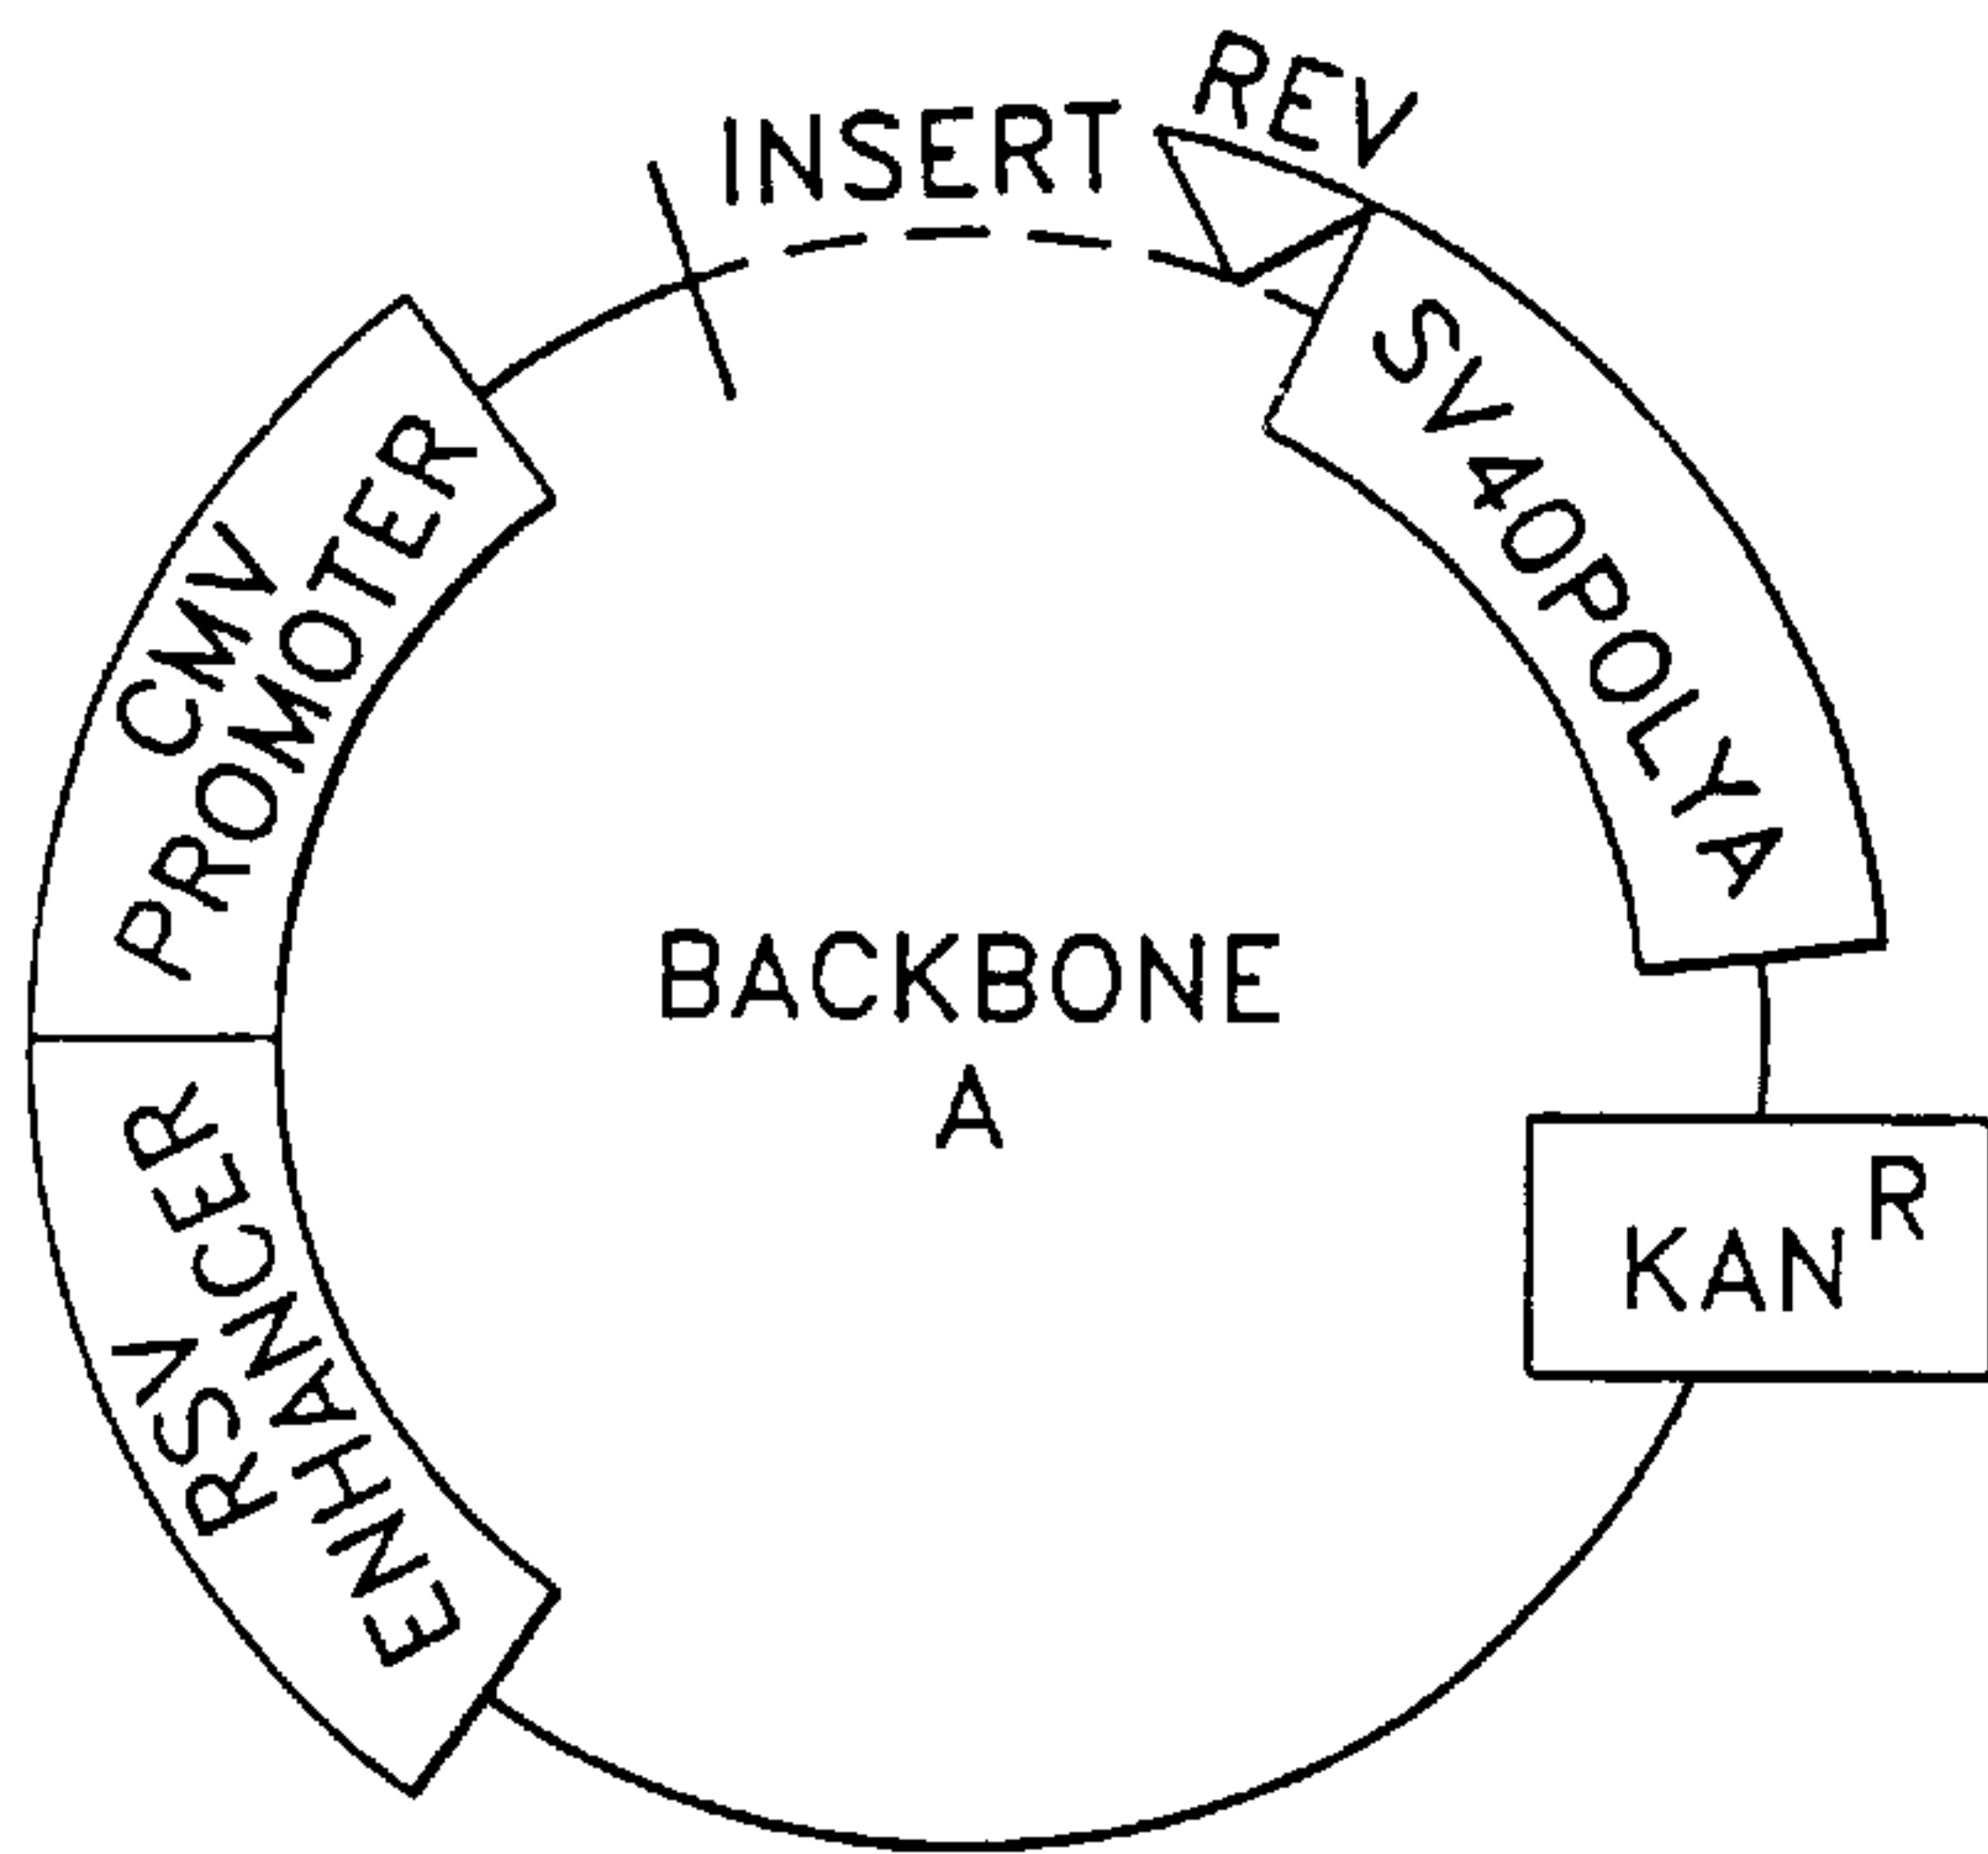 INSERT
REV
CMV
PROMOTER
SV40POLYA
BACKBONE
A
KAN^R
RSV
ENHANCER